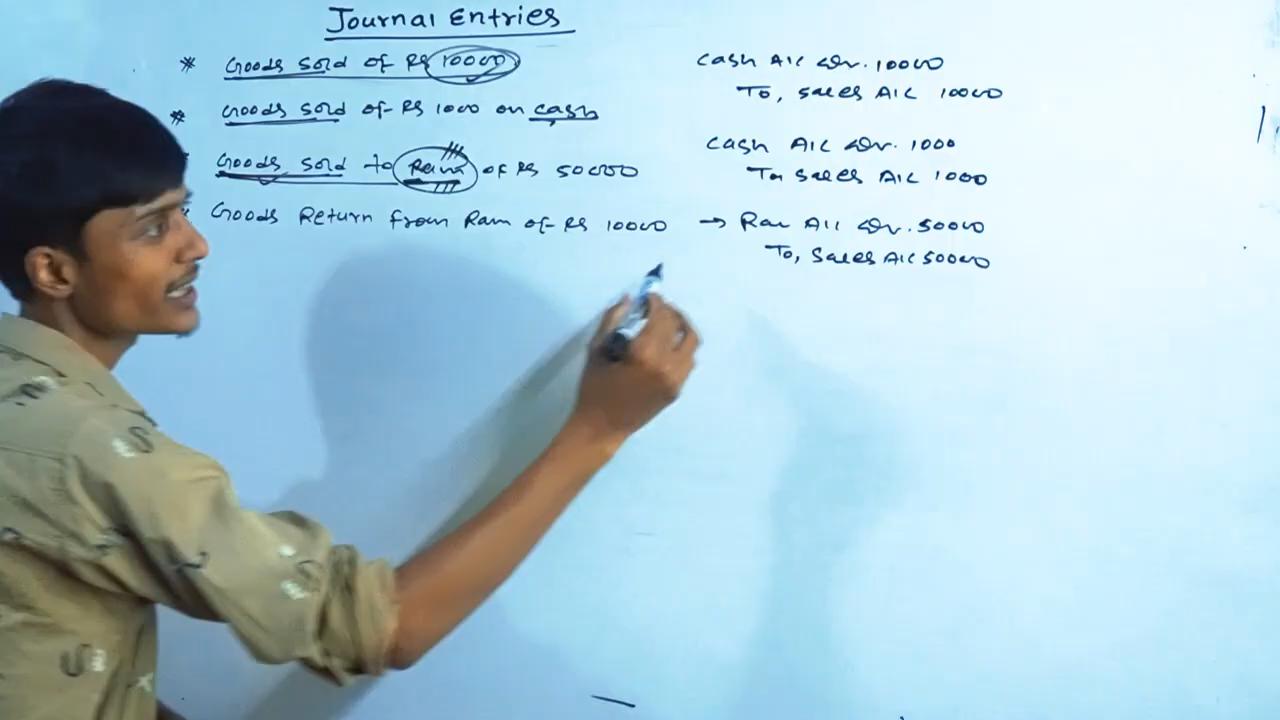 Journal Entries
* Goods sold of Rs 10000
Cash A/c Dr. 10000
To, Sales A/c 10000
* Goods sold of Rs 1000 on cash
Cash A/c Dr. 1000
To, Sales A/c 1000
Goods sold to Ram of Rs 50000
* Goods Return from Ram of Rs 10000
→ Ram A/c Dr. 50000
To, Sales A/c 50000